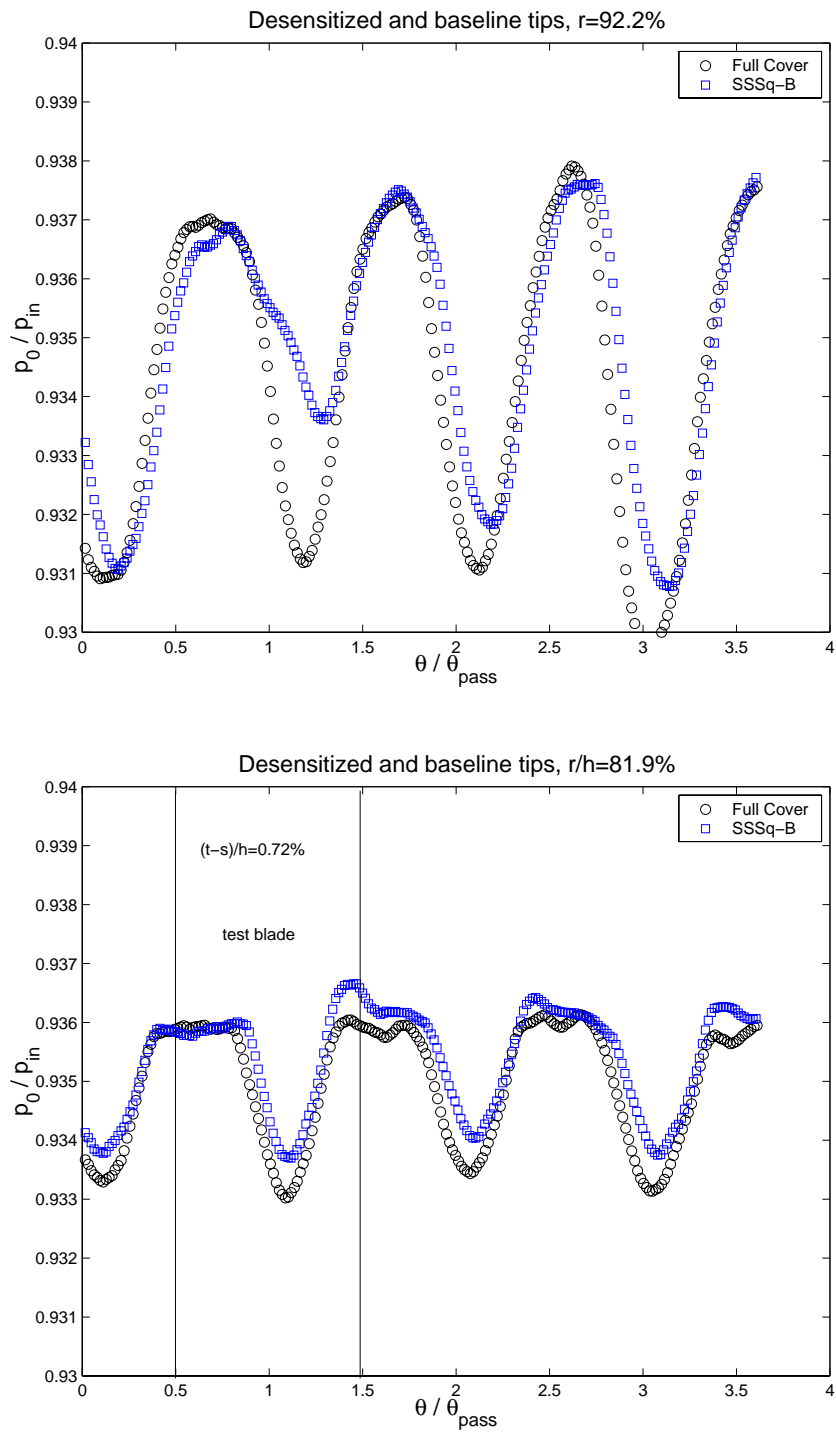 Desensitized and baseline tips, r=92.2%
0.94
0.939
0.938
0.937
0.936
0.935
0.934
0.933
0.932
0.931
0.93
p0 / pin
Full Cover
SSSq−B
0 0.5 1 1.5 2 2.5 3 3.5 4
θ / θpass
Desensitized and baseline tips, r/h=81.9%
0.94
0.939
0.938
0.937
0.936
0.935
0.934
0.933
0.932
0.931
0.93
p0 / pin
Full Cover
SSSq−B
(t−s)/h=0.72%
test blade
0 0.5 1 1.5 2 2.5 3 3.5 4
θ / θpass